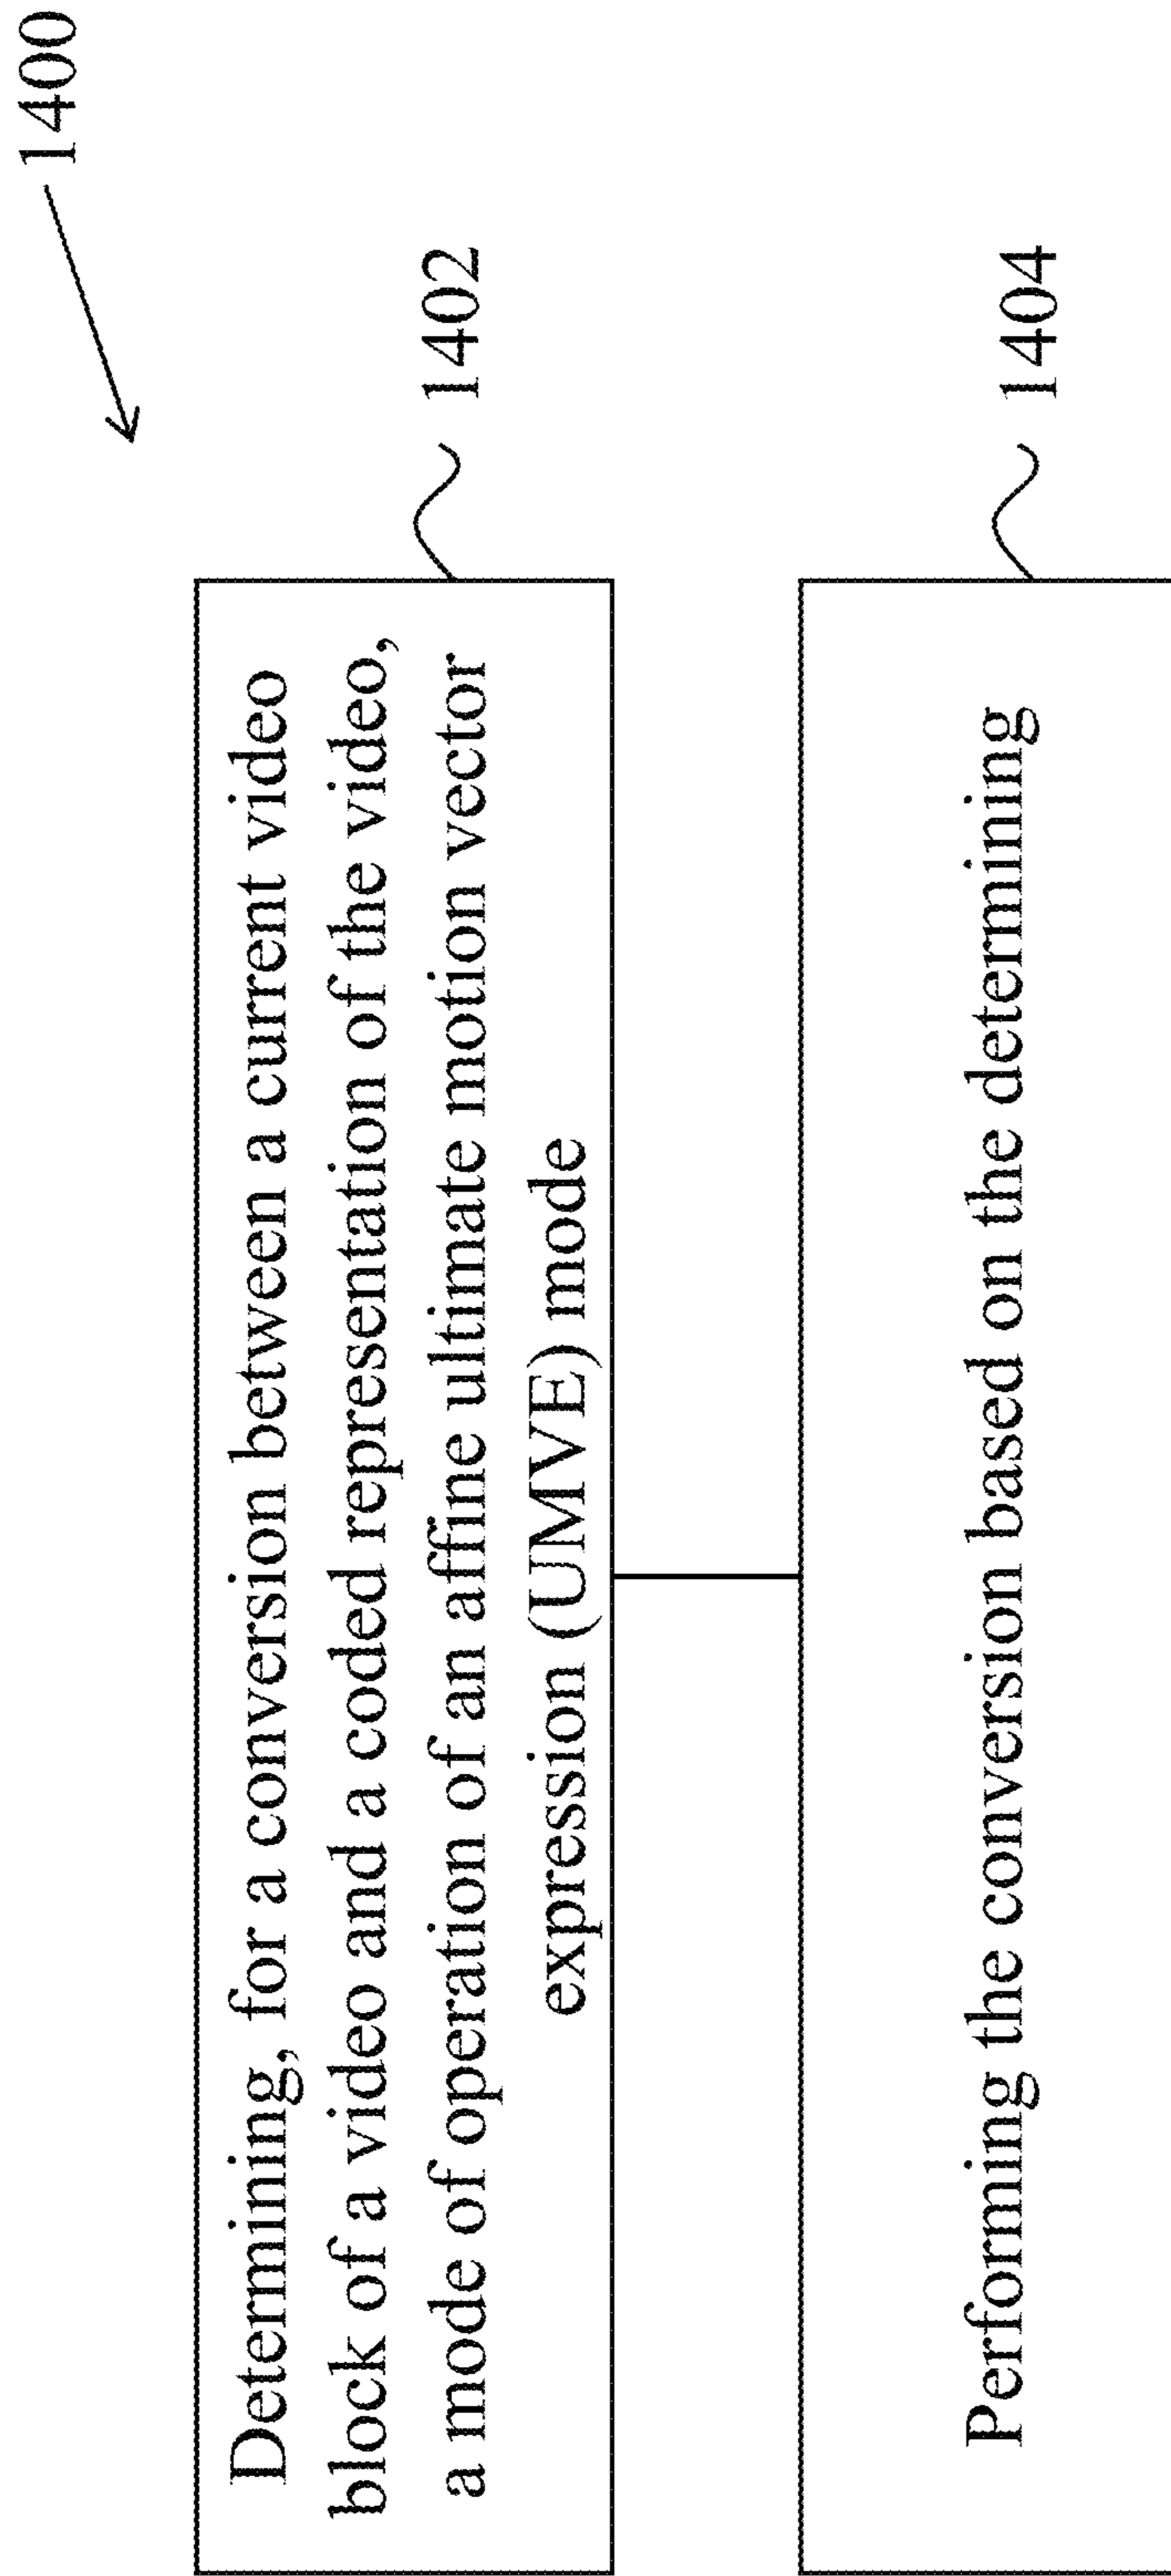 1400
Determining, for a conversion between a current video
block of a video and a coded representation of the video,
a mode of operation of an affine ultimate motion vector
expression (UMVE) mode
1402
Performing the conversion based on the determining
1404